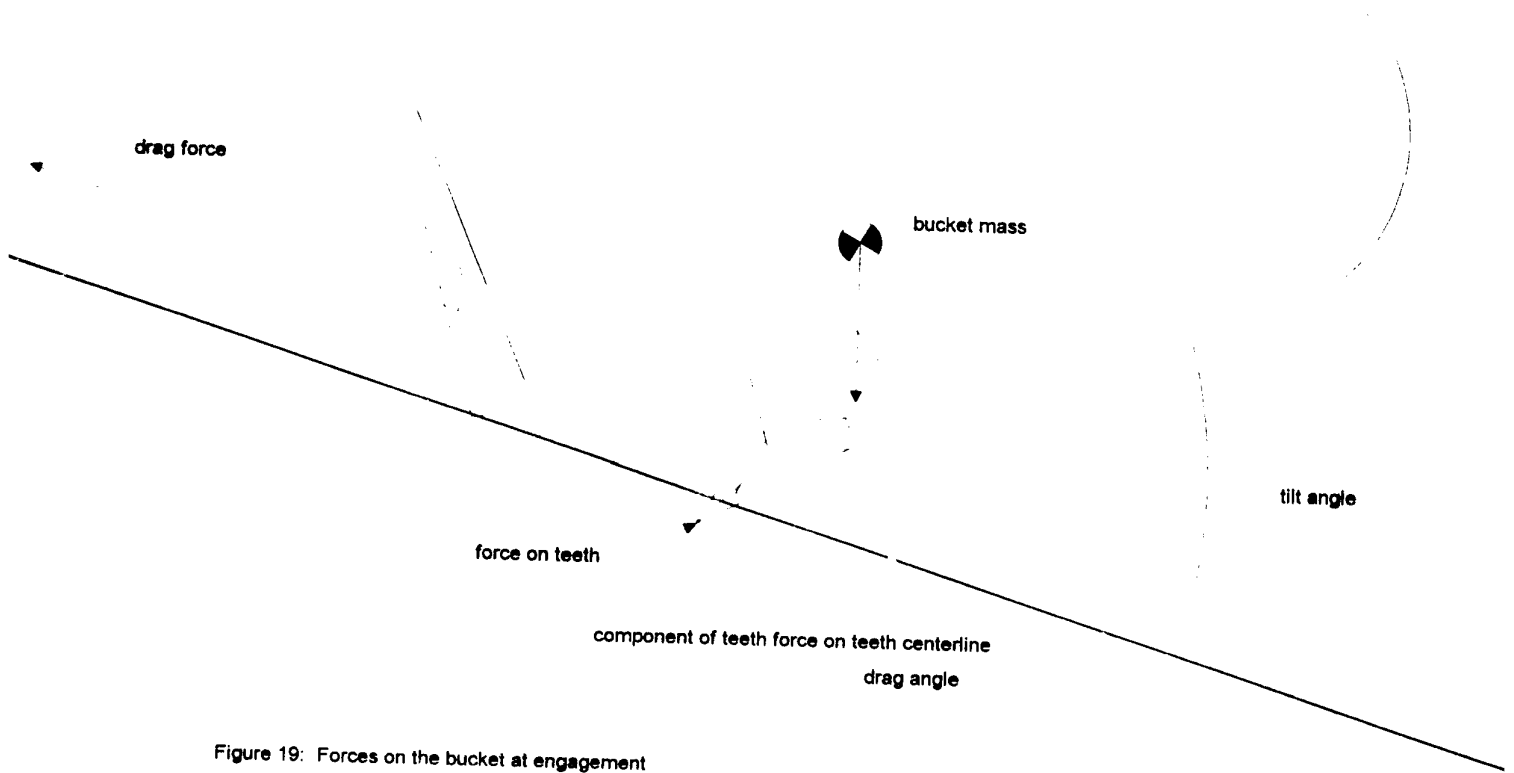 drag force
bucket mass
tilt angle
force on teeth
component of teeth force on teeth centerline
drag angle
Figure 19: Forces on the bucket at engagement